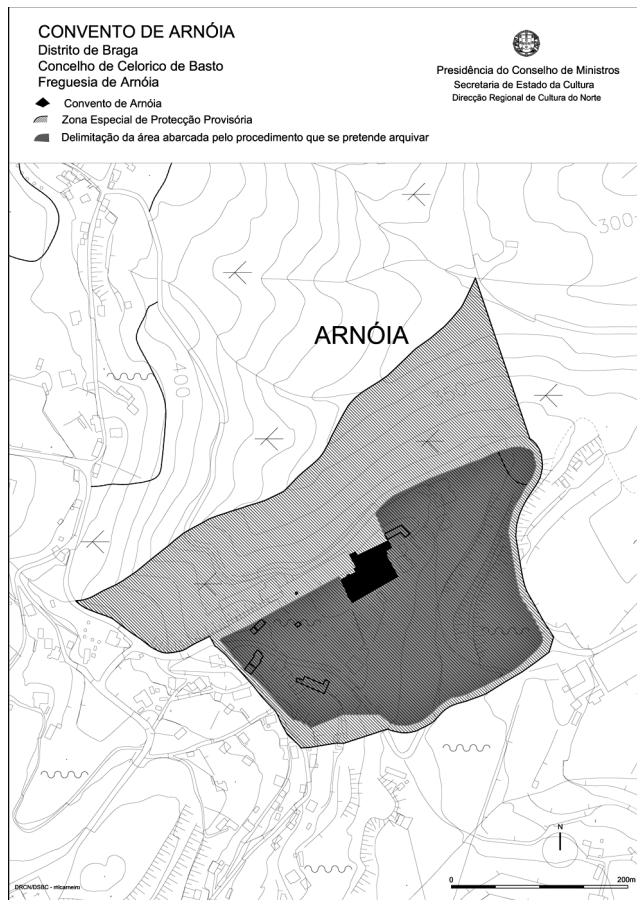 CONVENTO DE ARNÓIA
Distrito de Braga
Concelho de Celorico de Basto
Freguesia de Arnóia
Convento de Arnóia
Zona Especial de Protecção Provisória
Delimitação da área abarcada pelo procedimento que se pretende arquivar
Presidência do Conselho de Ministros
Secretaria de Estado da Cultura
Direcção Regional de Cultura do Norte
300
ARNÓIA
400
350
N
0 200m
DRCN/DSBC -